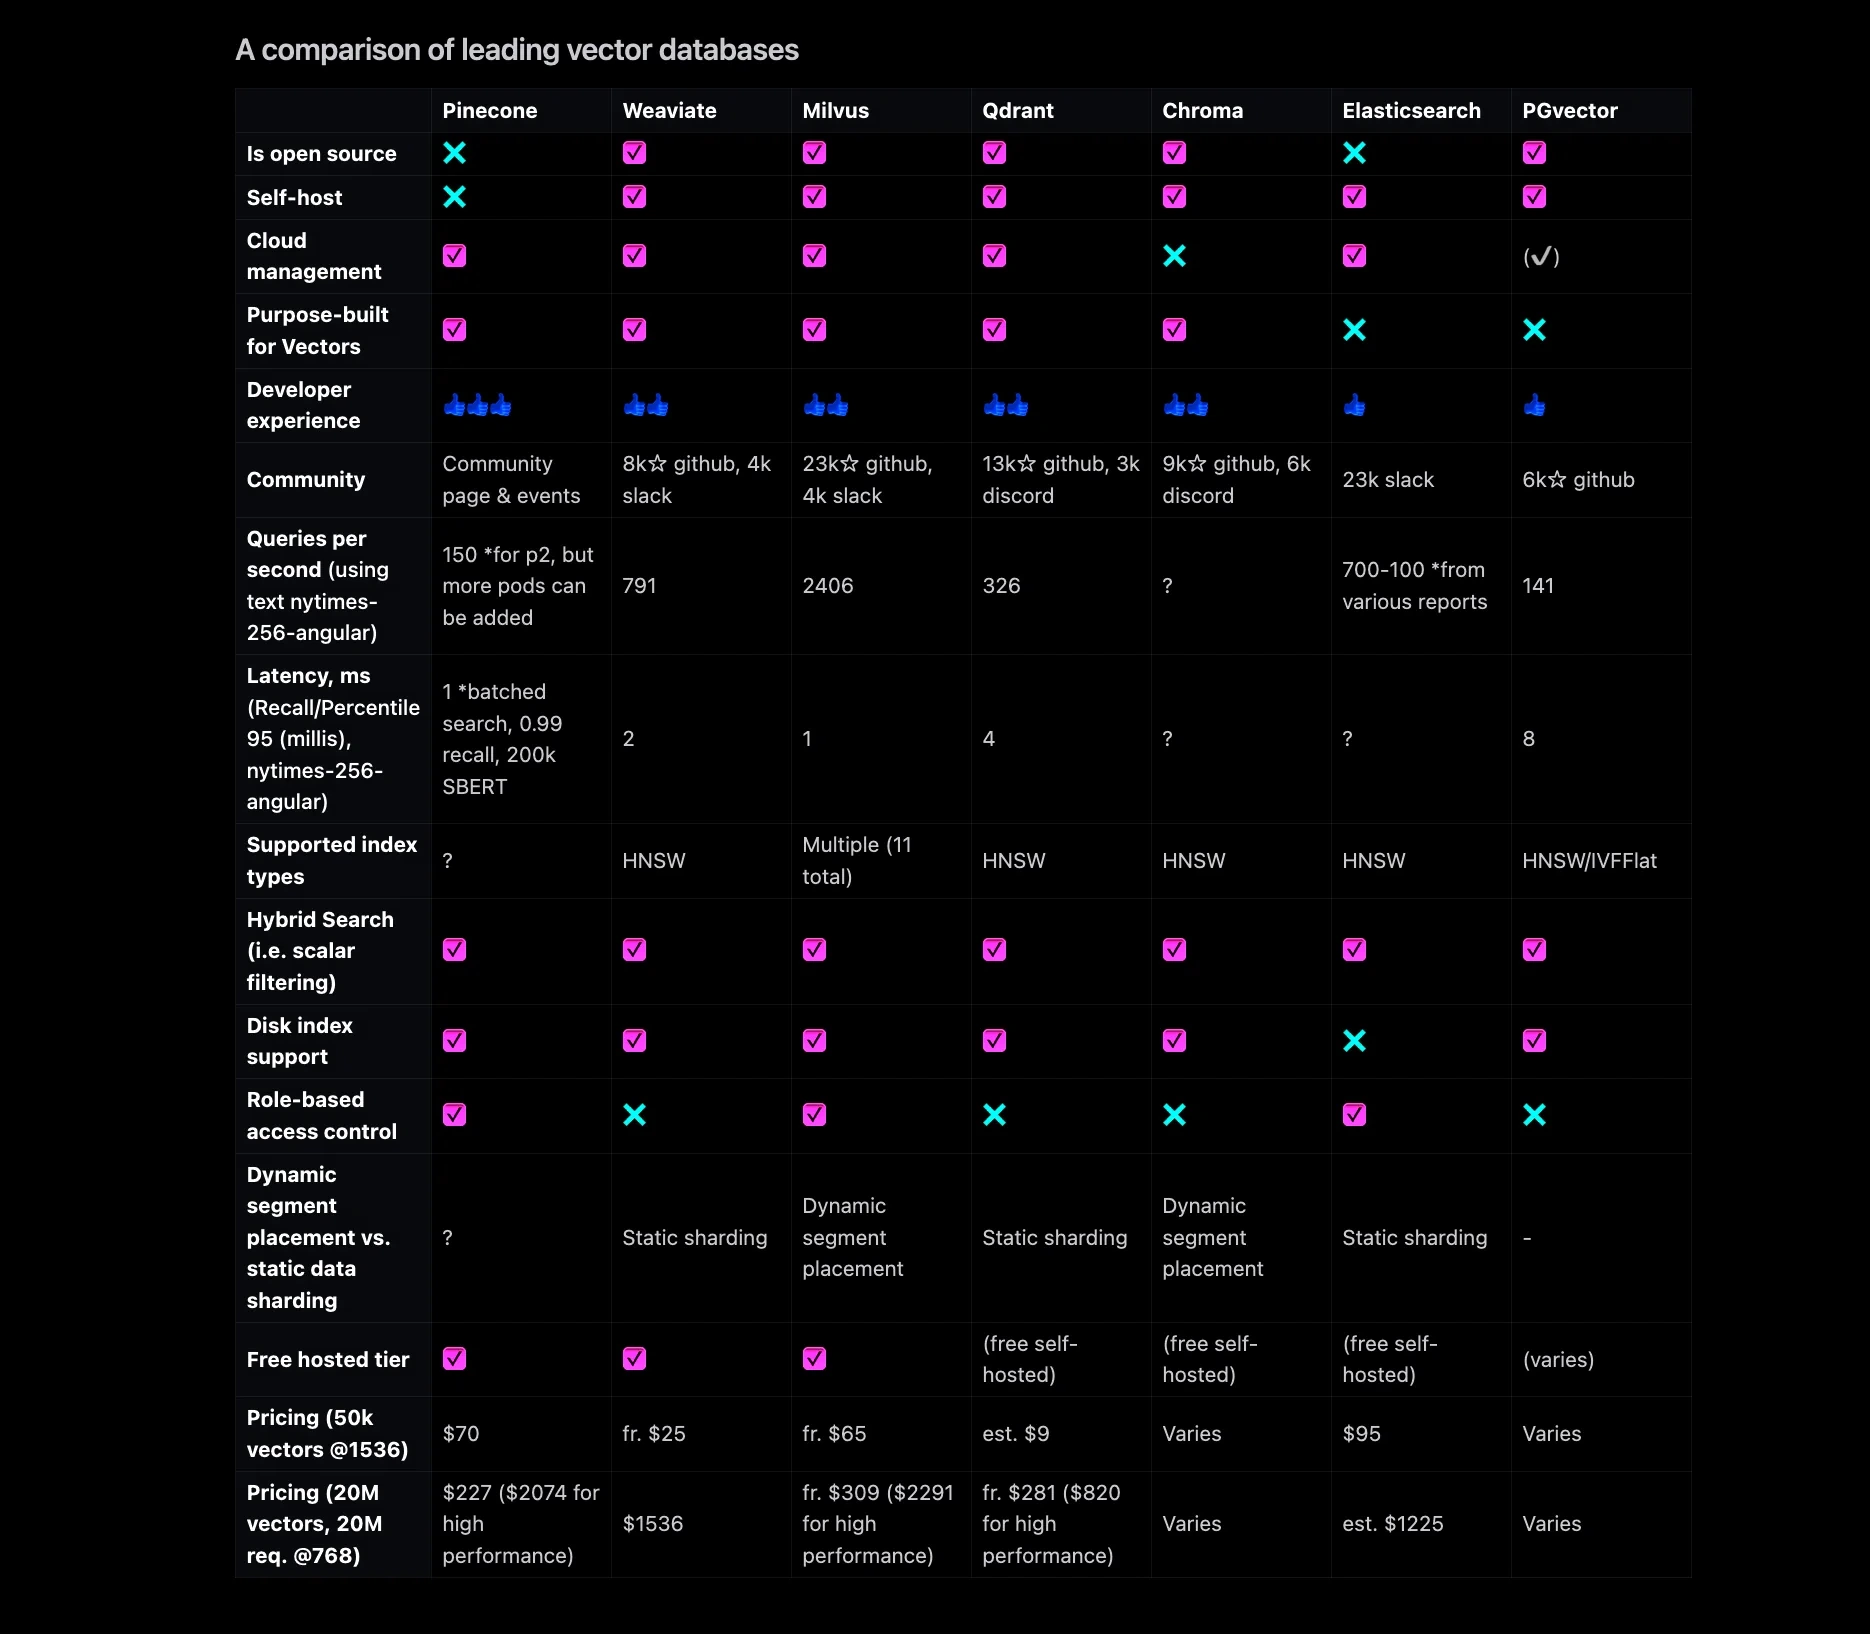 A comparison of leading vector databases
Pinecone Weaviate Milvus Qdrant Chroma Elasticsearch PGvector
Is open source ❌ ✅ ✅ ✅ ✅ ❌ ✅
Self-host ❌ ✅ ✅ ✅ ✅ ✅ ✅
Cloud
management ✅ ✅ ✅ ✅ ❌ ✅ (✔)
Purpose-built
for Vectors ✅ ✅ ✅ ✅ ✅ ❌ ❌
Developer
experience 👍👍👍 👍👍 👍👍 👍👍 👍👍 👍 👍
Community
Community
page & events
8k☆ github, 4k
slack
23k☆ github,
4k slack
13k☆ github, 3k
discord
9k☆ github, 6k
discord
23k slack
6k☆ github
Queries per
second (using
text nytimes-
256-angular)
150 *for p2, but
more pods can
be added
791
2406
326
?
700-100 *from
various reports
141
Latency, ms
(Recall/Percentile
95 (millis),
nytimes-256-
angular)
1 *batched
search, 0.99
recall, 200k
SBERT
2
1
4
?
?
8
Supported index
types
?
HNSW
Multiple (11
total)
HNSW
HNSW
HNSW
HNSW/IVFFlat
Hybrid Search
(i.e. scalar
filtering) ✅ ✅ ✅ ✅ ✅ ✅ ✅
Disk index
support ✅ ✅ ✅ ✅ ✅ ❌ ✅
Role-based
access control ✅ ❌ ✅ ❌ ❌ ✅ ❌
Dynamic
segment
placement vs.
static data
sharding
?
Static sharding
Dynamic
segment
placement
Static sharding
Dynamic
segment
placement
Static sharding
-
Free hosted tier ✅ ✅ ✅
(free self-
hosted)
(free self-
hosted)
(free self-
hosted)
(varies)
Pricing (50k
vectors @1536)
$70
fr. $25
fr. $65
est. $9
Varies
$95
Varies
Pricing (20M
vectors, 20M
req. @768)
$227 ($2074 for
high
performance)
$1536
fr. $309 ($2291
for high
performance)
fr. $281 ($820
for high
performance)
Varies
est. $1225
Varies